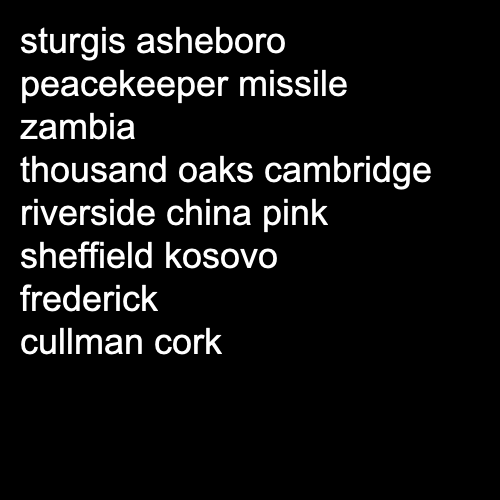 sturgis asheboro
peacekeeper missile
zambia
thousand oaks cambridge
riverside china pink
sheffield kosovo
frederick
cullman cork